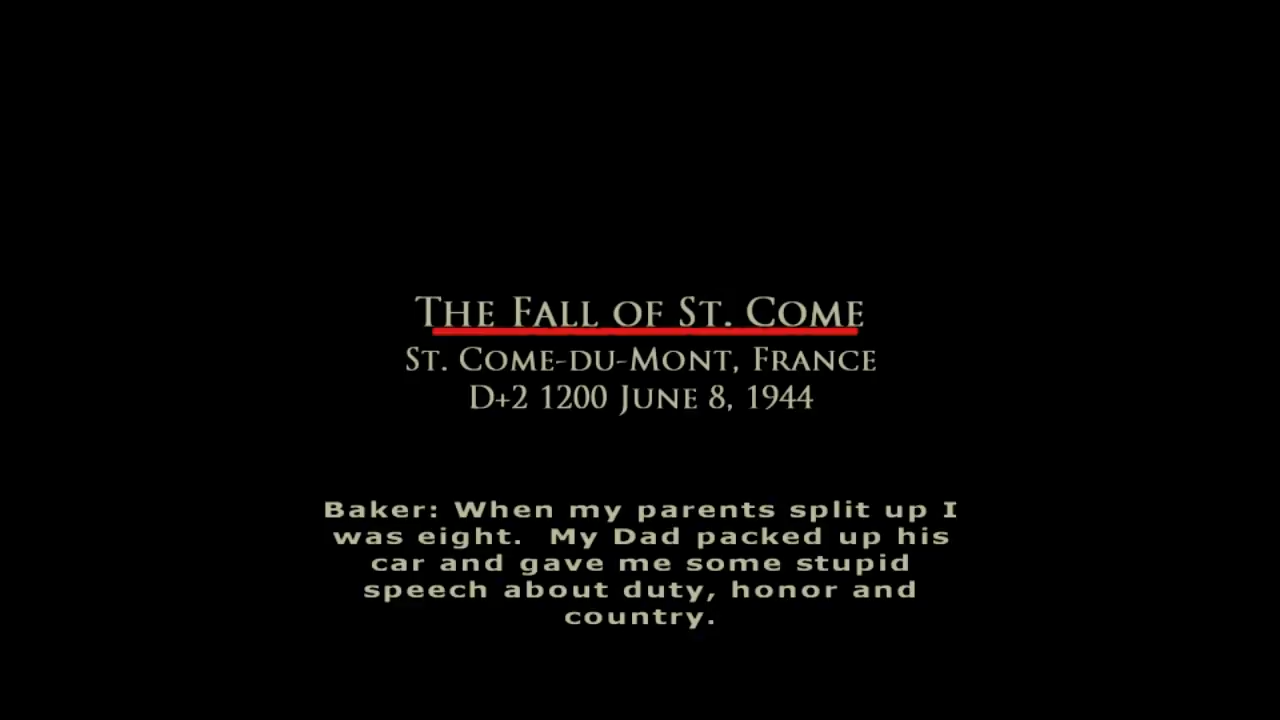 The Fall of St. Come
St. Come-du-Mont, France
D+2 1200 June 8, 1944
Baker: When my parents split up I
was eight.  My Dad packed up his
car and gave me some stupid
speech about duty, honor and
country.